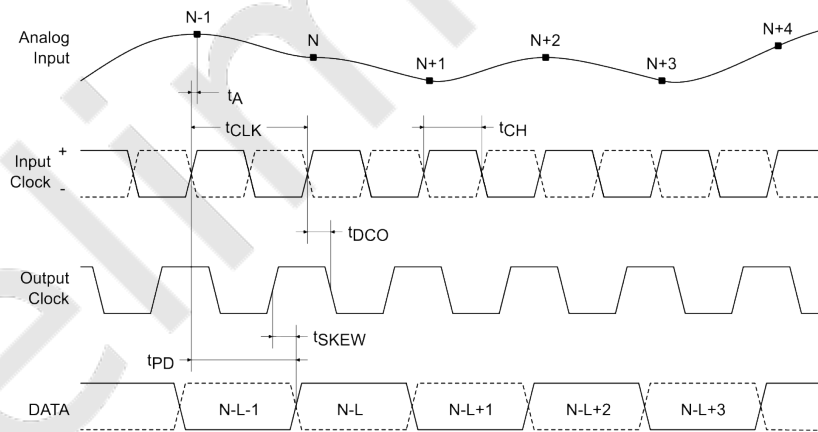 Analog
Input
N-1
N
N+1
N+2
N+3
N+4
tA
tCLK
tCH
Input
Clock
+
-
tDCO
Output
Clock
tSKEW
tPD
DATA
N-L-1
N-L
N-L+1
N-L+2
N-L+3